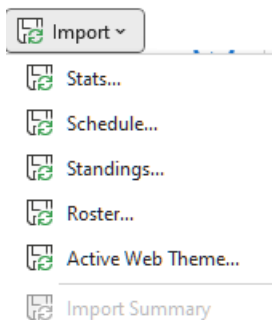 Import
Stats...
Schedule...
Standings...
Roster...
Active Web Theme...
Import Summary